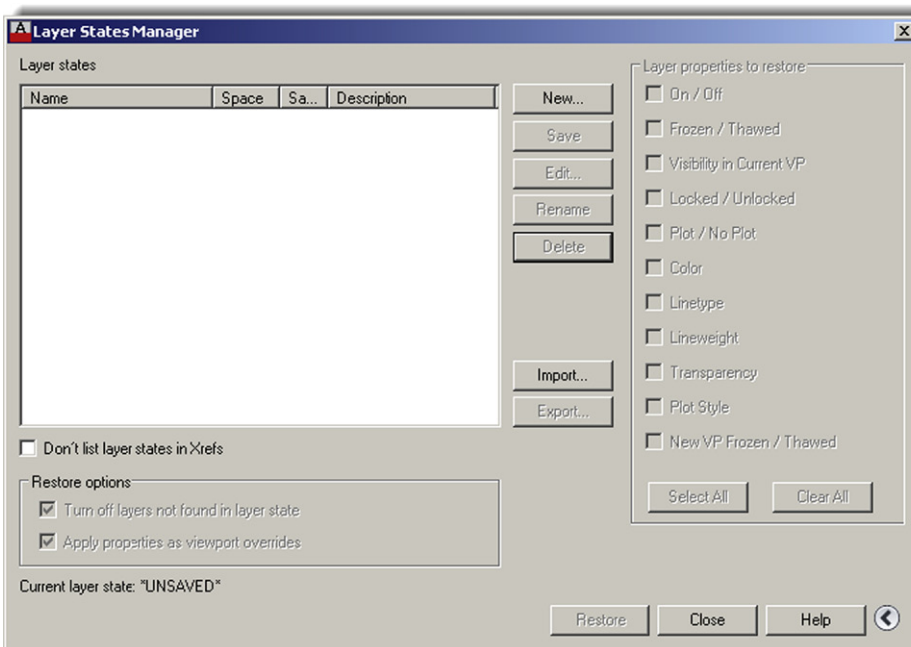 Layer States Manager
Layer states
Name Space Sa... Description
New...
Save
Edit...
Rename
Delete
Import...
Export...
Don't list layer states in Xrefs
Restore options
Turn off layers not found in layer state
Apply properties as viewport overrides
Current layer state: "UNSAVED"
Layer properties to restore
On / Off
Frozen / Thawed
Visibility in Current VP
Locked / Unlocked
Plot / No Plot
Color
Linetype
Lineweight
Transparency
Plot Style
New VP Frozen / Thawed
Select All Clear All
Restore Close Help